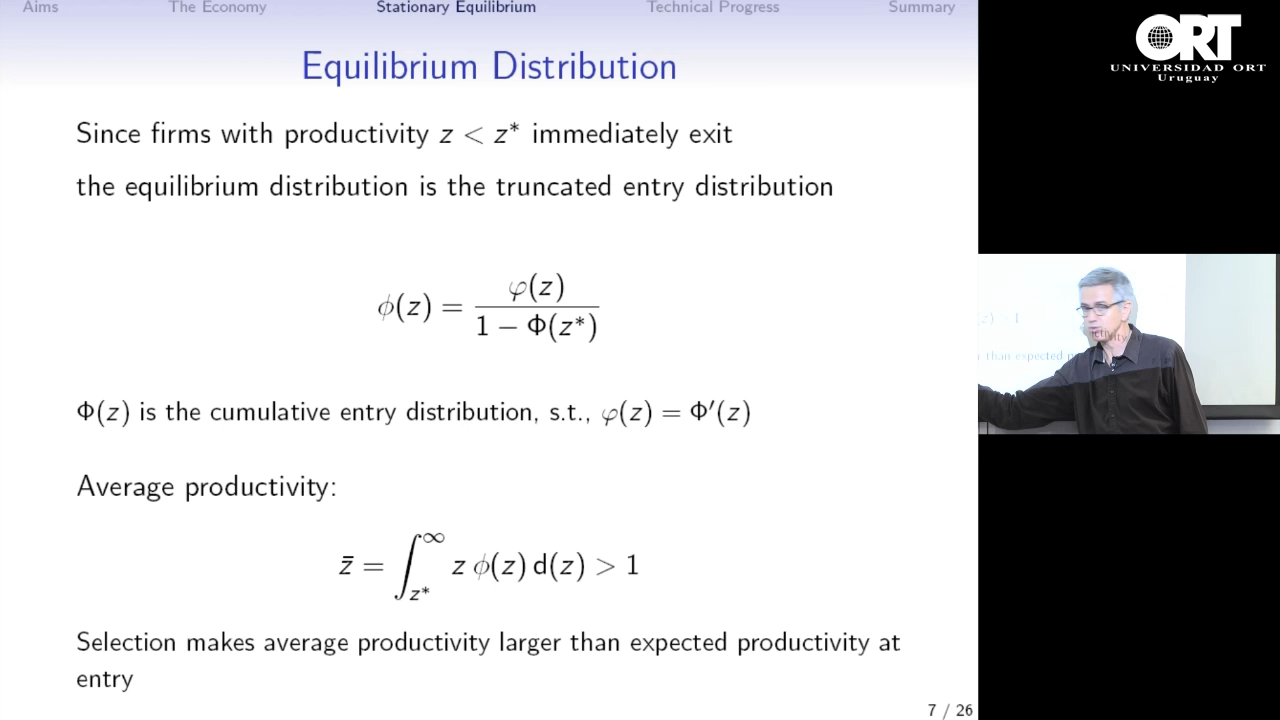 Aims The Economy Stationary Equilibrium Technical Progress Summary
Equilibrium Distribution
Since firms with productivity z < z* immediately exit
the equilibrium distribution is the truncated entry distribution
ϕ(z) = φ(z) / 1 − Φ(z*)
Φ(z) is the cumulative entry distribution, s.t., φ(z) = Φ′(z)
Average productivity:
z̄ = ∫_{z*}^{∞} z ϕ(z) d(z) > 1
Selection makes average productivity larger than expected productivity at
entry
7 / 26
ORT
UNIVERSIDAD ORT
Uruguay
than expected